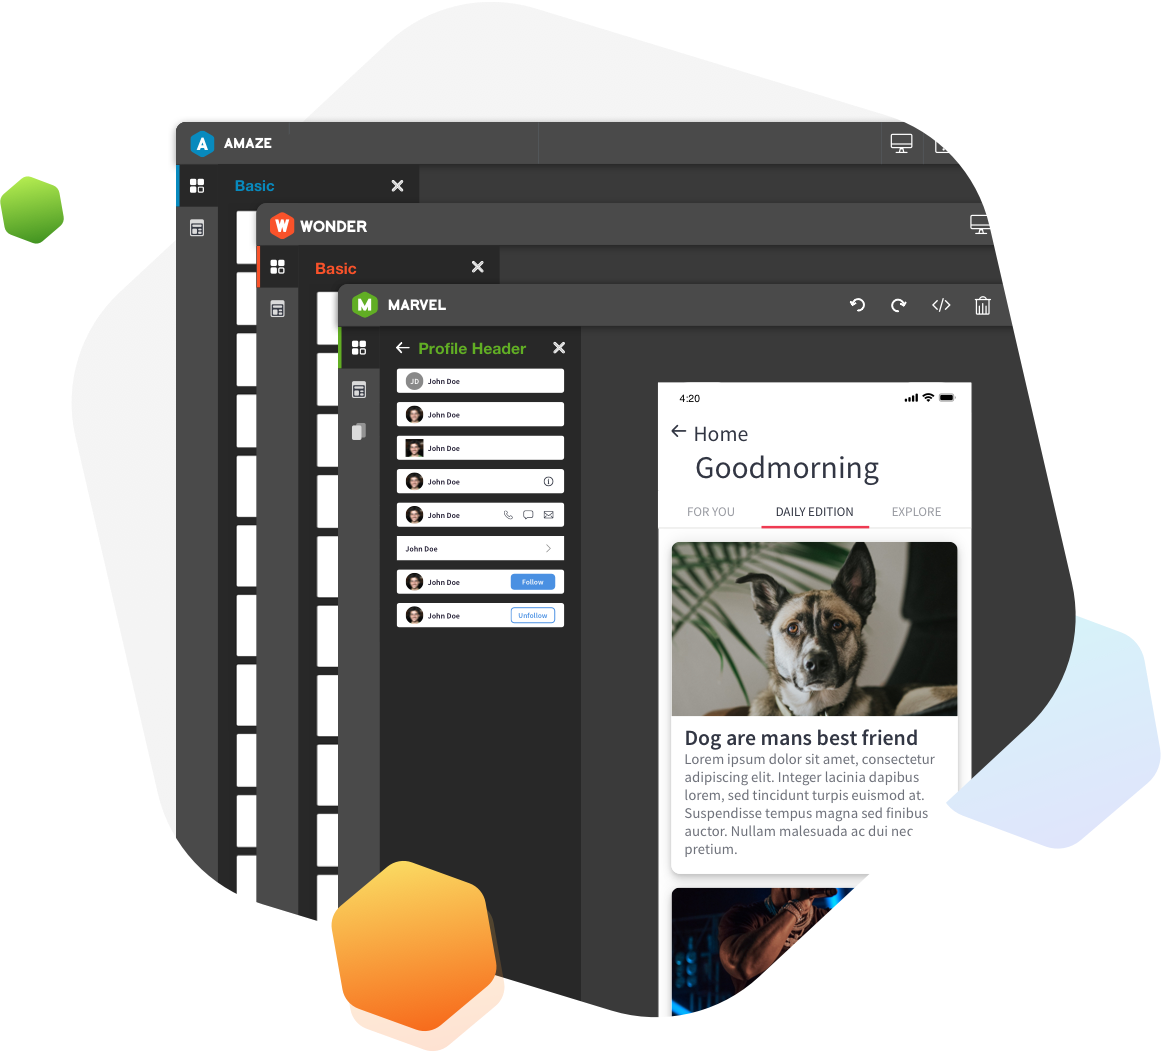 A AMAZE
Basic
W WONDER
Basic
M MARVEL
Profile Header
JD John Doe
John Doe
John Doe
John Doe
John Doe
John Doe
John Doe Follow
John Doe Unfollow
4:20
Home
Goodmorning
FOR YOU DAILY EDITION EXPLORE
Dog are mans best friend
Lorem ipsum dolor sit amet, consectetur
adipiscing elit. Integer lacinia dapibus
lorem, sed tincidunt turpis euismod at.
Suspendisse tempus magna sed finibus
auctor. Nullam malesuada ac dui nec
pretium.